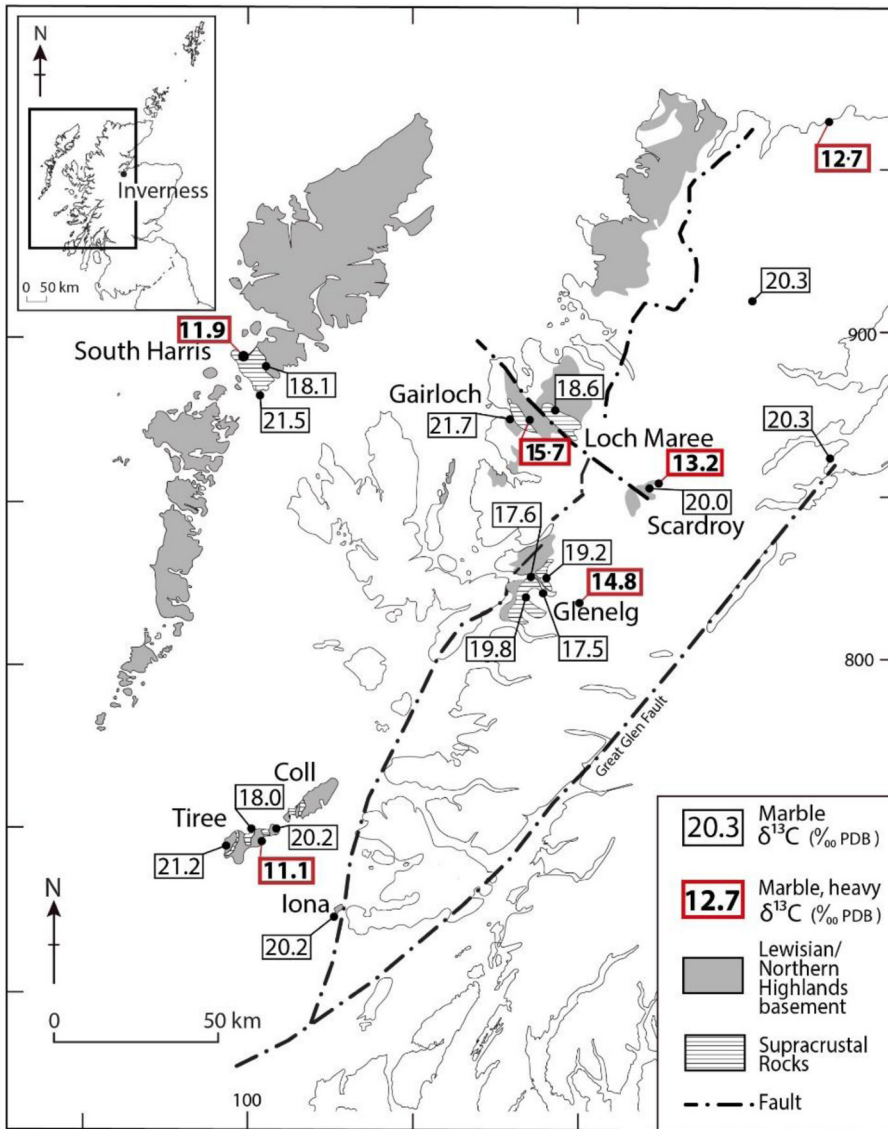 N
Inverness
0 50 km
12·7
20.3
900
11.9
South Harris
18.1
21.5
Gairloch
18.6
21.7
Loch Maree
15·7
13.2
20.3
20.0
Scardroy
17.6
19.2
14.8
Glenelg
19.8
17.5
800
Great Glen Fault
Coll
18.0
Tiree
20.2
21.2
11.1
Iona
20.2
N
0 50 km
100
20.3
Marble
δ¹³C (‰ PDB)
12.7
Marble, heavy
δ¹³C (‰ PDB)
Lewisian/
Northern
Highlands
basement
Supracrustal
Rocks
Fault